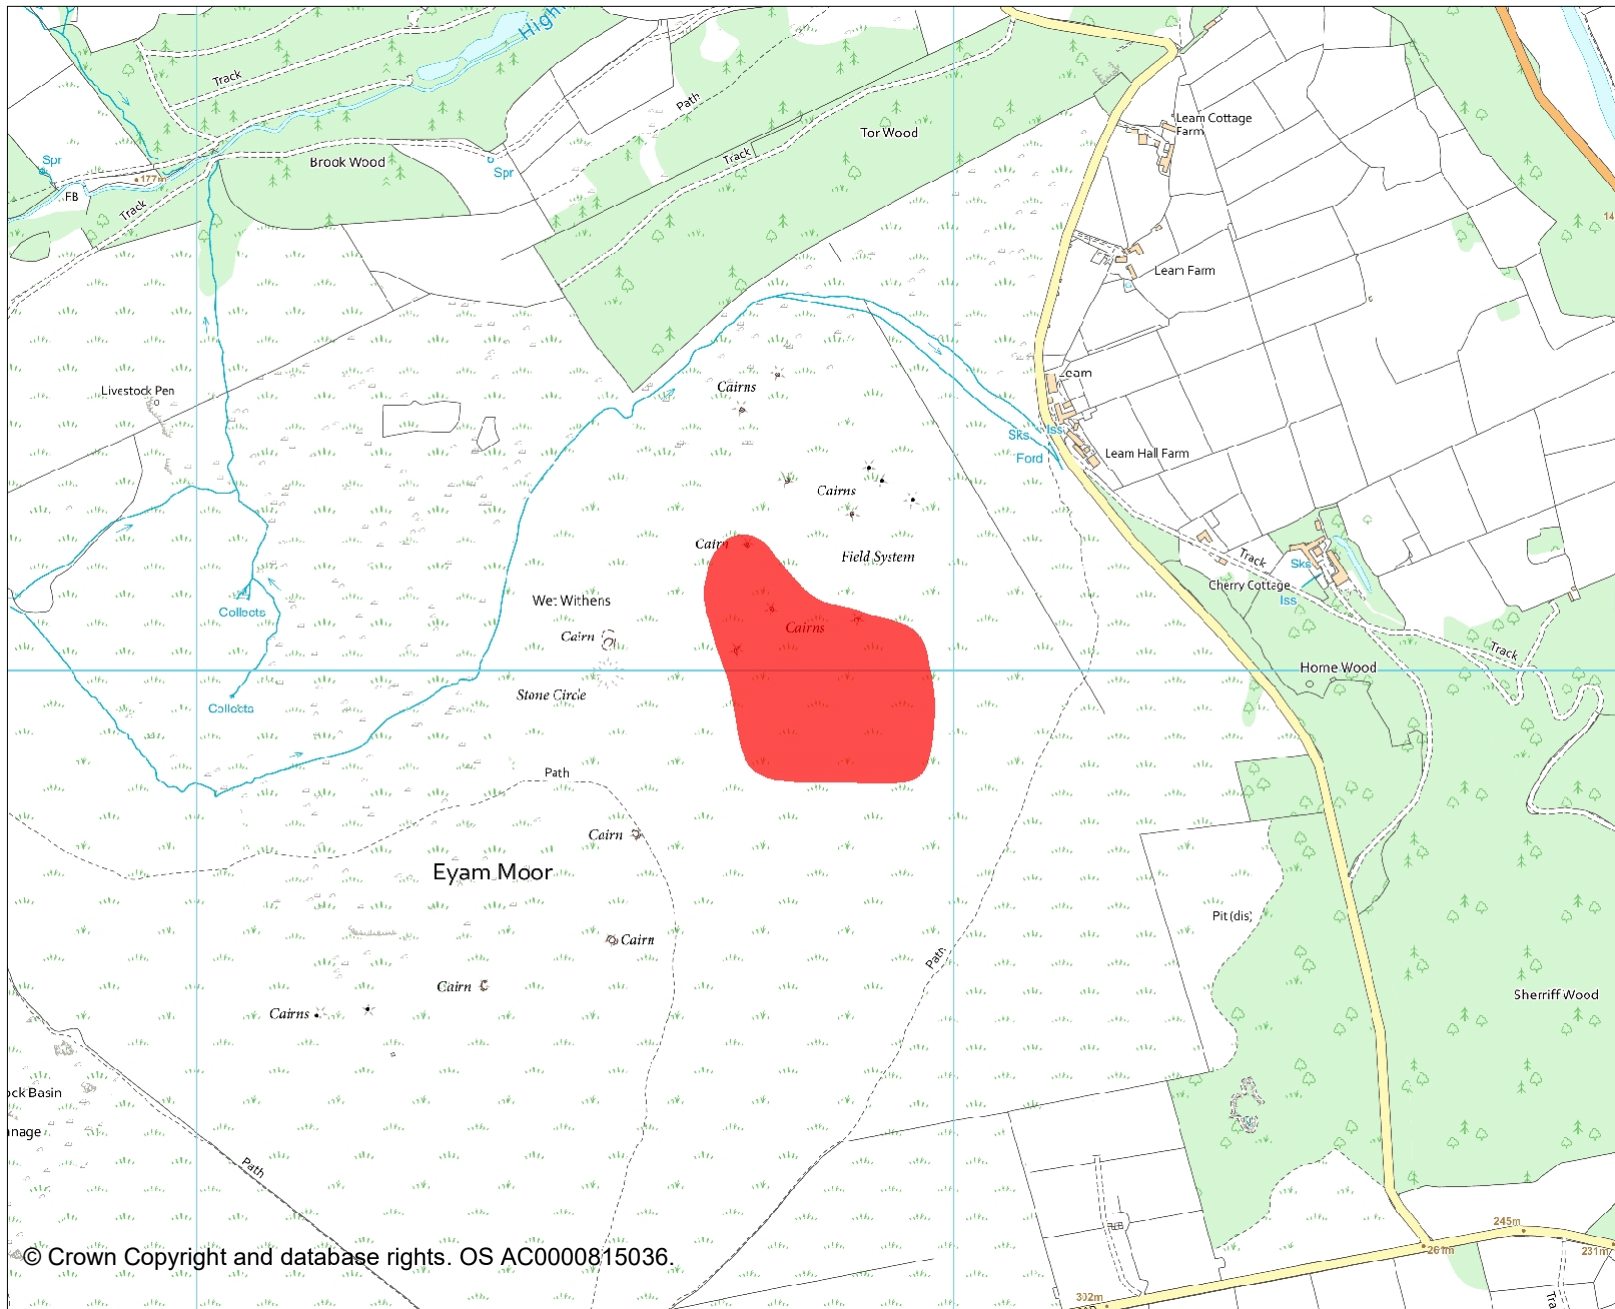 High
Track
Path
Leam Cottage
Farm
Tor Wood
Spr
Brook Wood
Track
Spr
177m
FB
Track
14
Leam Farm
Leam
Livestock Pen
Cairns
Sks
Iss
Ford
Leam Hall Farm
Cairns
Cairn
Field System
Track
Sks
Cherry Cottage
Iss
Wet Withens
Collects
Cairn
Cairns
Track
Home Wood
Stone Circle
Collects
Path
Cairn
Eyam Moor
Pit (dis)
Cairn
Path
Cairn
Sherriff Wood
Cairns
ock Basin
nage
Path
245m
261m
231m
© Crown Copyright and database rights. OS AC0000815036.
302m
Tra